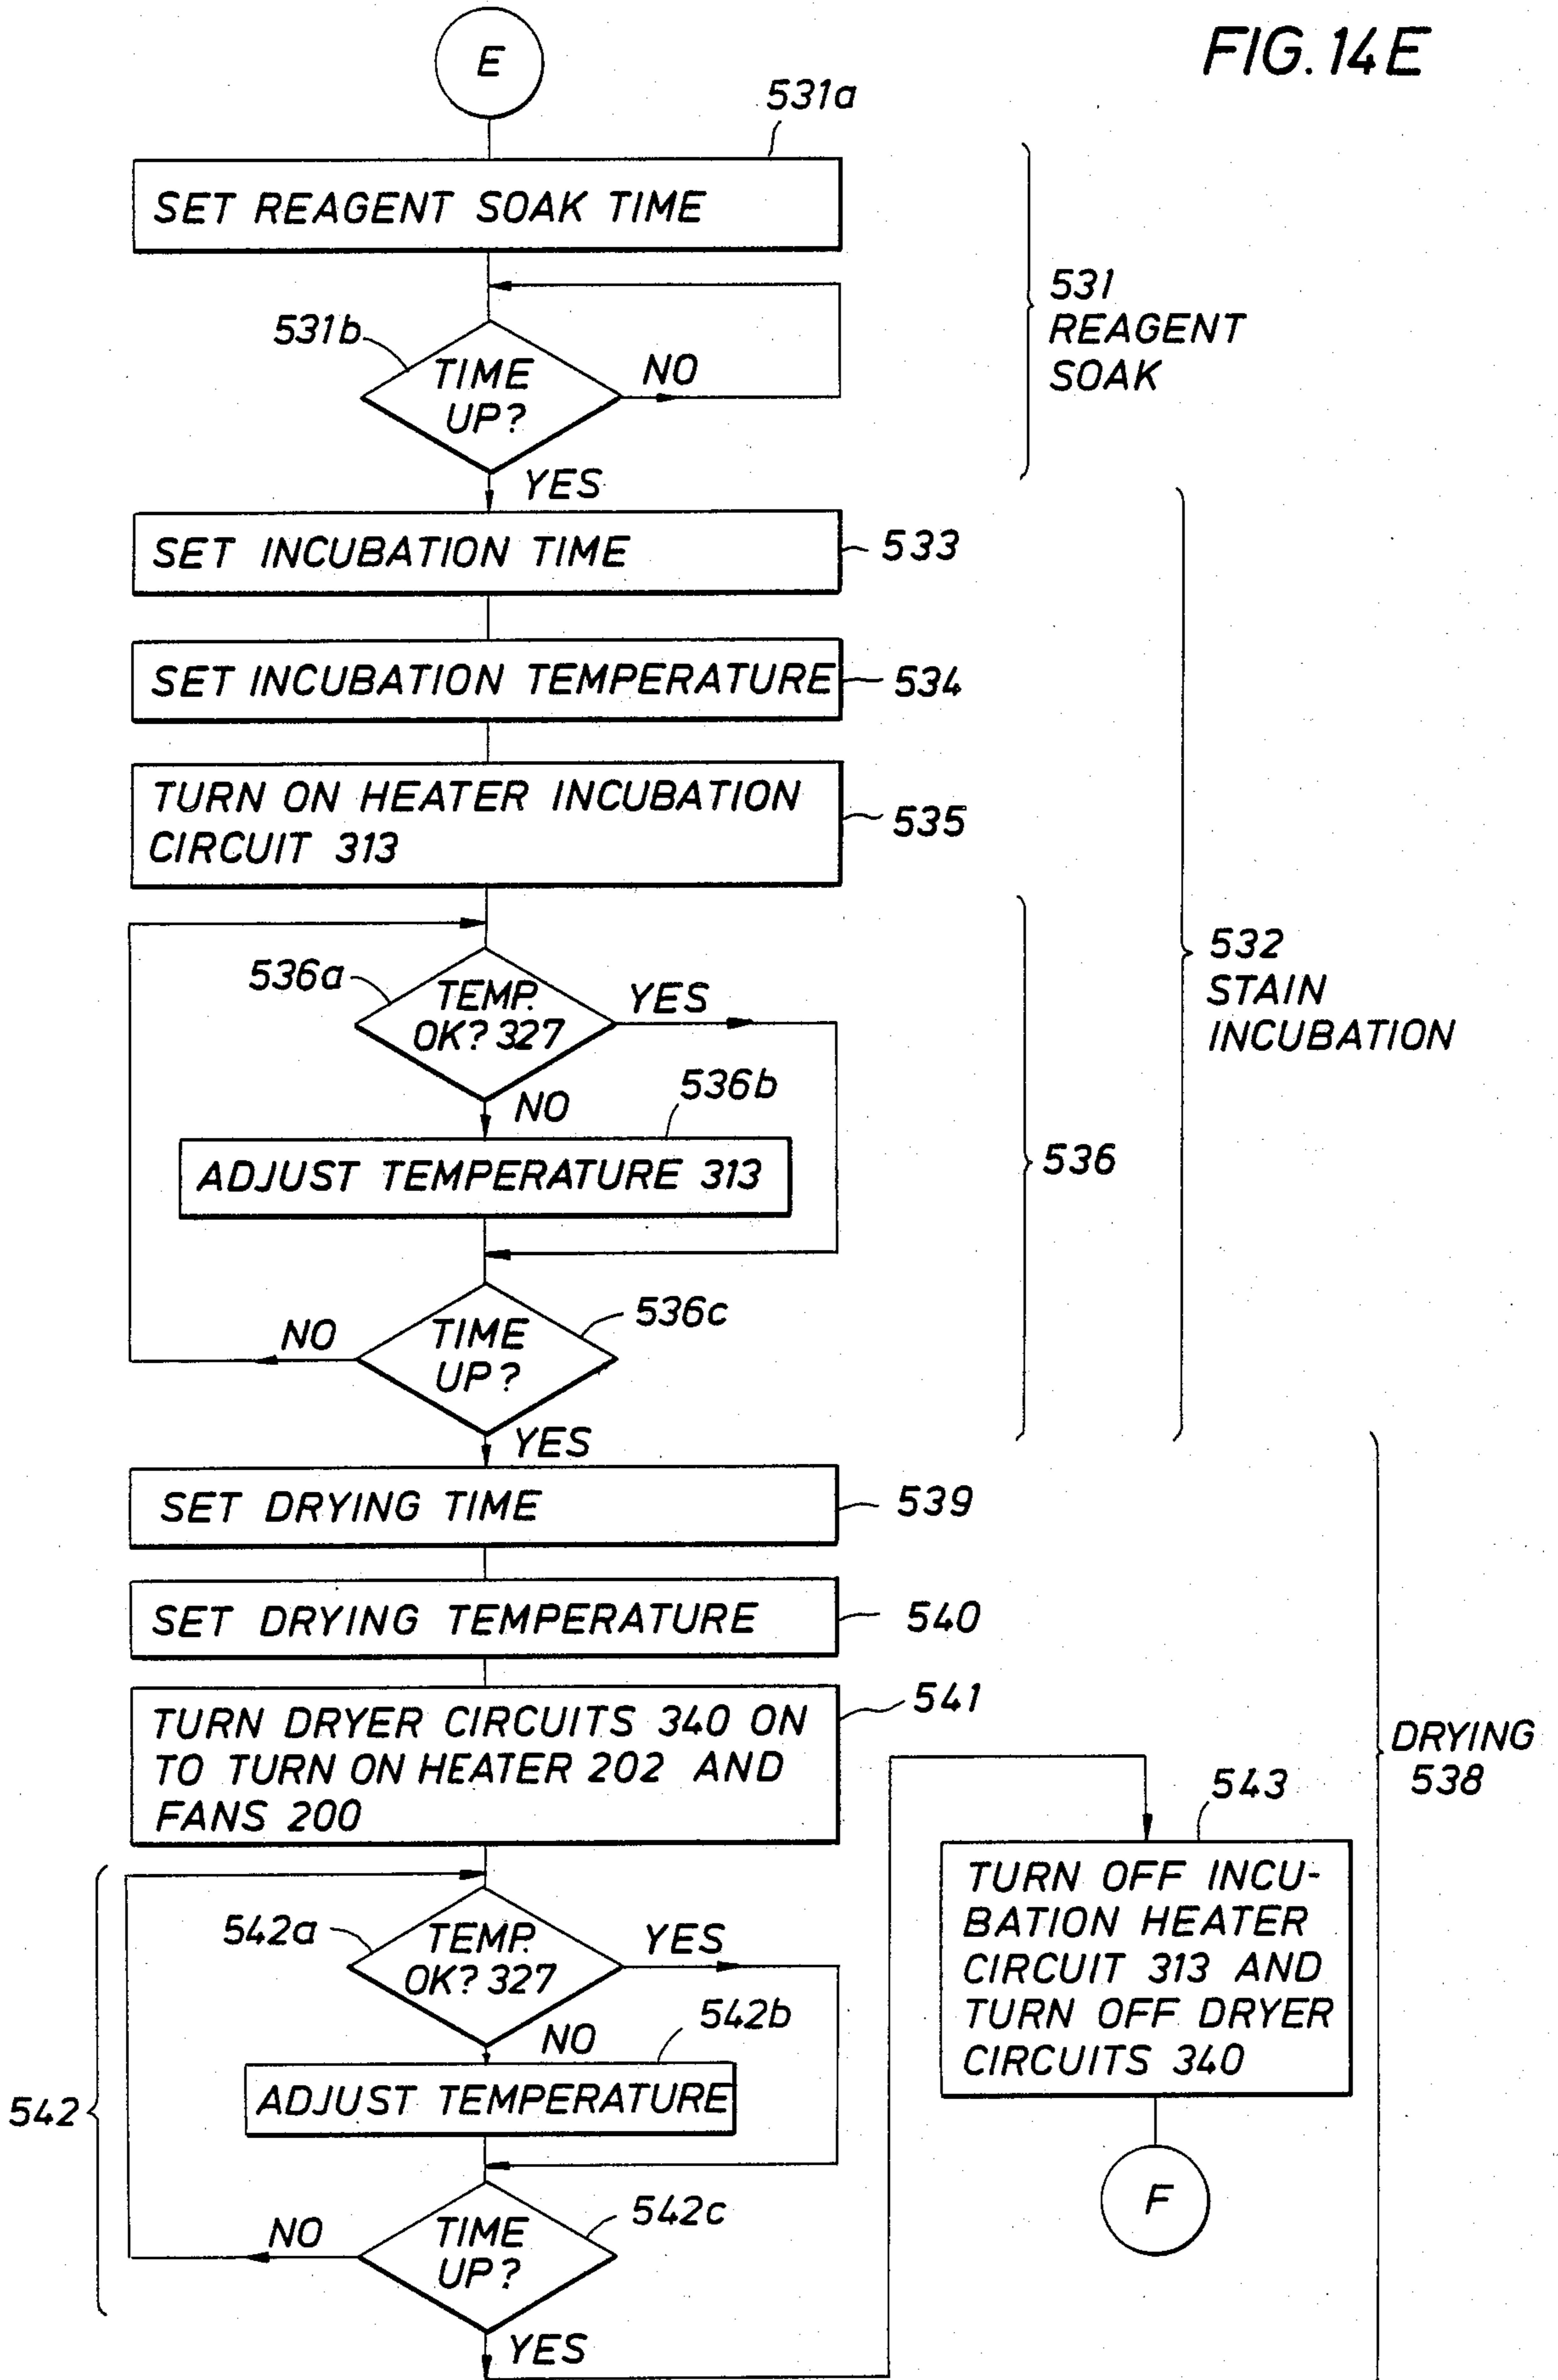 FIG. 14E
E
531a
SET REAGENT SOAK TIME
531
REAGENT
SOAK
531b
TIME
UP?
NO
YES
SET INCUBATION TIME
533
SET INCUBATION TEMPERATURE
534
TURN ON HEATER INCUBATION
CIRCUIT 313
535
532
STAIN
INCUBATION
536a
TEMP.
OK? 327
YES
NO
536b
ADJUST TEMPERATURE 313
536
536c
TIME
UP?
NO
YES
SET DRYING TIME
539
SET DRYING TEMPERATURE
540
541
TURN DRYER CIRCUITS 340 ON
TO TURN ON HEATER 202 AND
FANS 200
DRYING
538
542a
TEMP.
OK? 327
YES
NO
542b
ADJUST TEMPERATURE
542
542c
TIME
UP?
NO
YES
543
TURN OFF INCU-
BATION HEATER
CIRCUIT 313 AND
TURN OFF DRYER
CIRCUITS 340
F